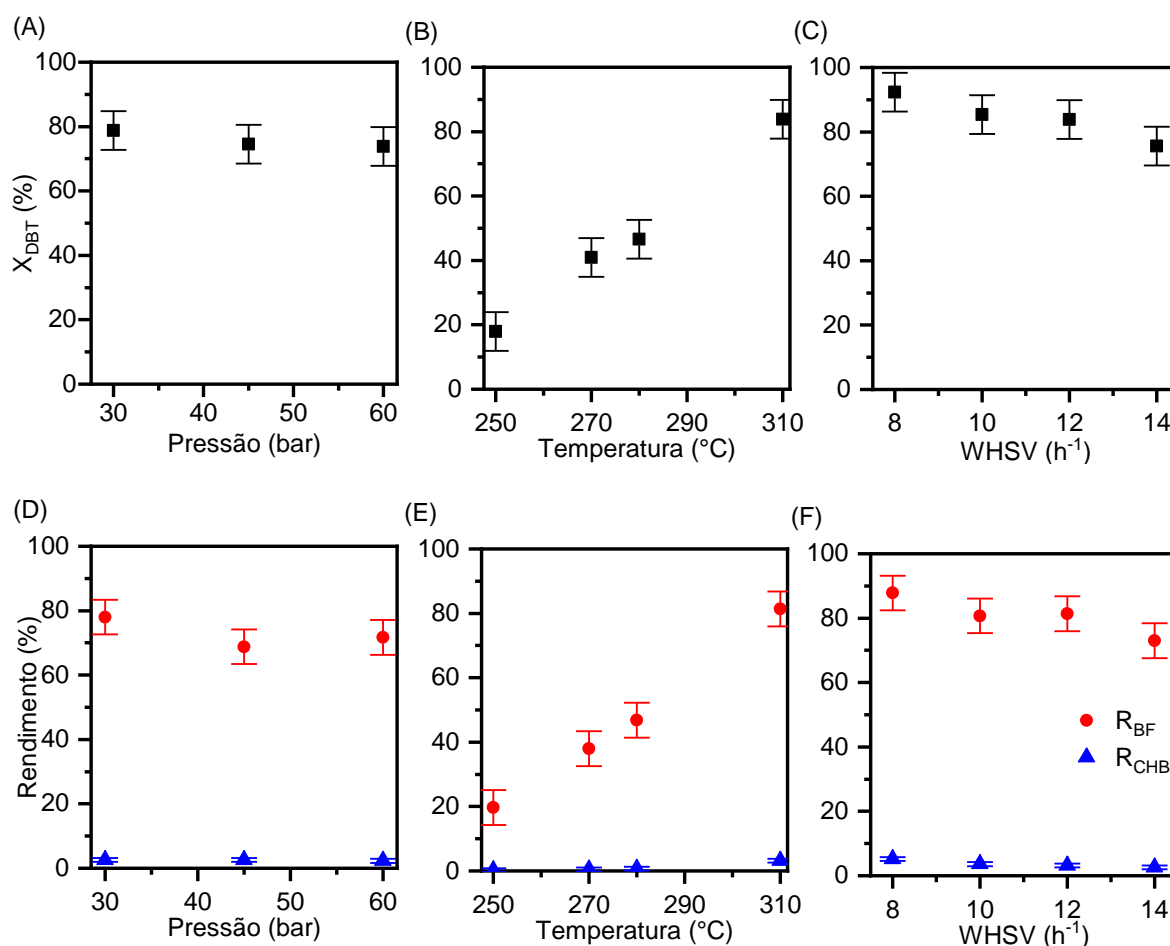 (A)
100
80
60
40
20
0
X_DBT (%)
30 40 50 60
Pressão (bar)
(B)
100
80
60
40
20
0
250 270 290 310
Temperatura (°C)
(C)
100
80
60
40
20
0
8 10 12 14
WHSV (h⁻¹)
(D)
100
80
60
40
20
0
Rendimento (%)
30 40 50 60
Pressão (bar)
(E)
100
80
60
40
20
0
250 270 290 310
Temperatura (°C)
(F)
100
80
60
40
20
0
R_BF
R_CHB
8 10 12 14
WHSV (h⁻¹)